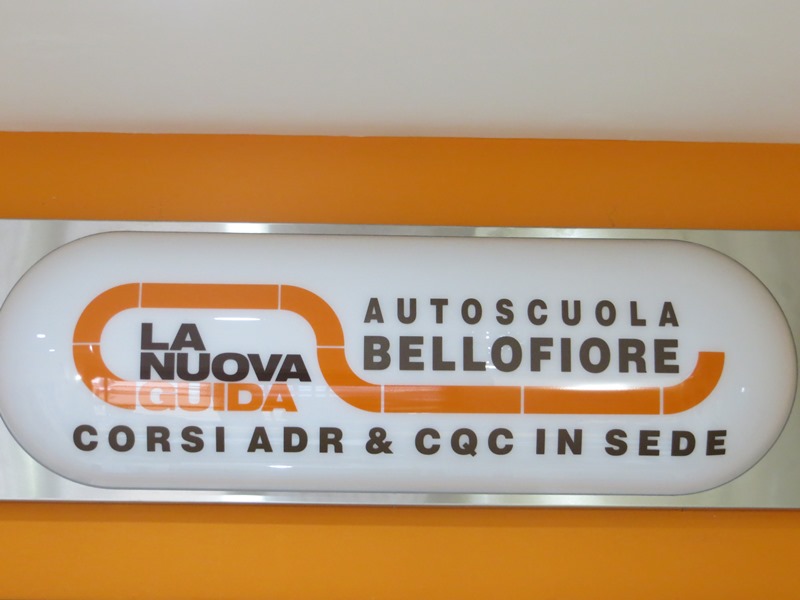 LA
NUOVA
GUIDA
AUTOSCUOLA
BELLOFIORE
CORSI ADR & CQC IN SEDE